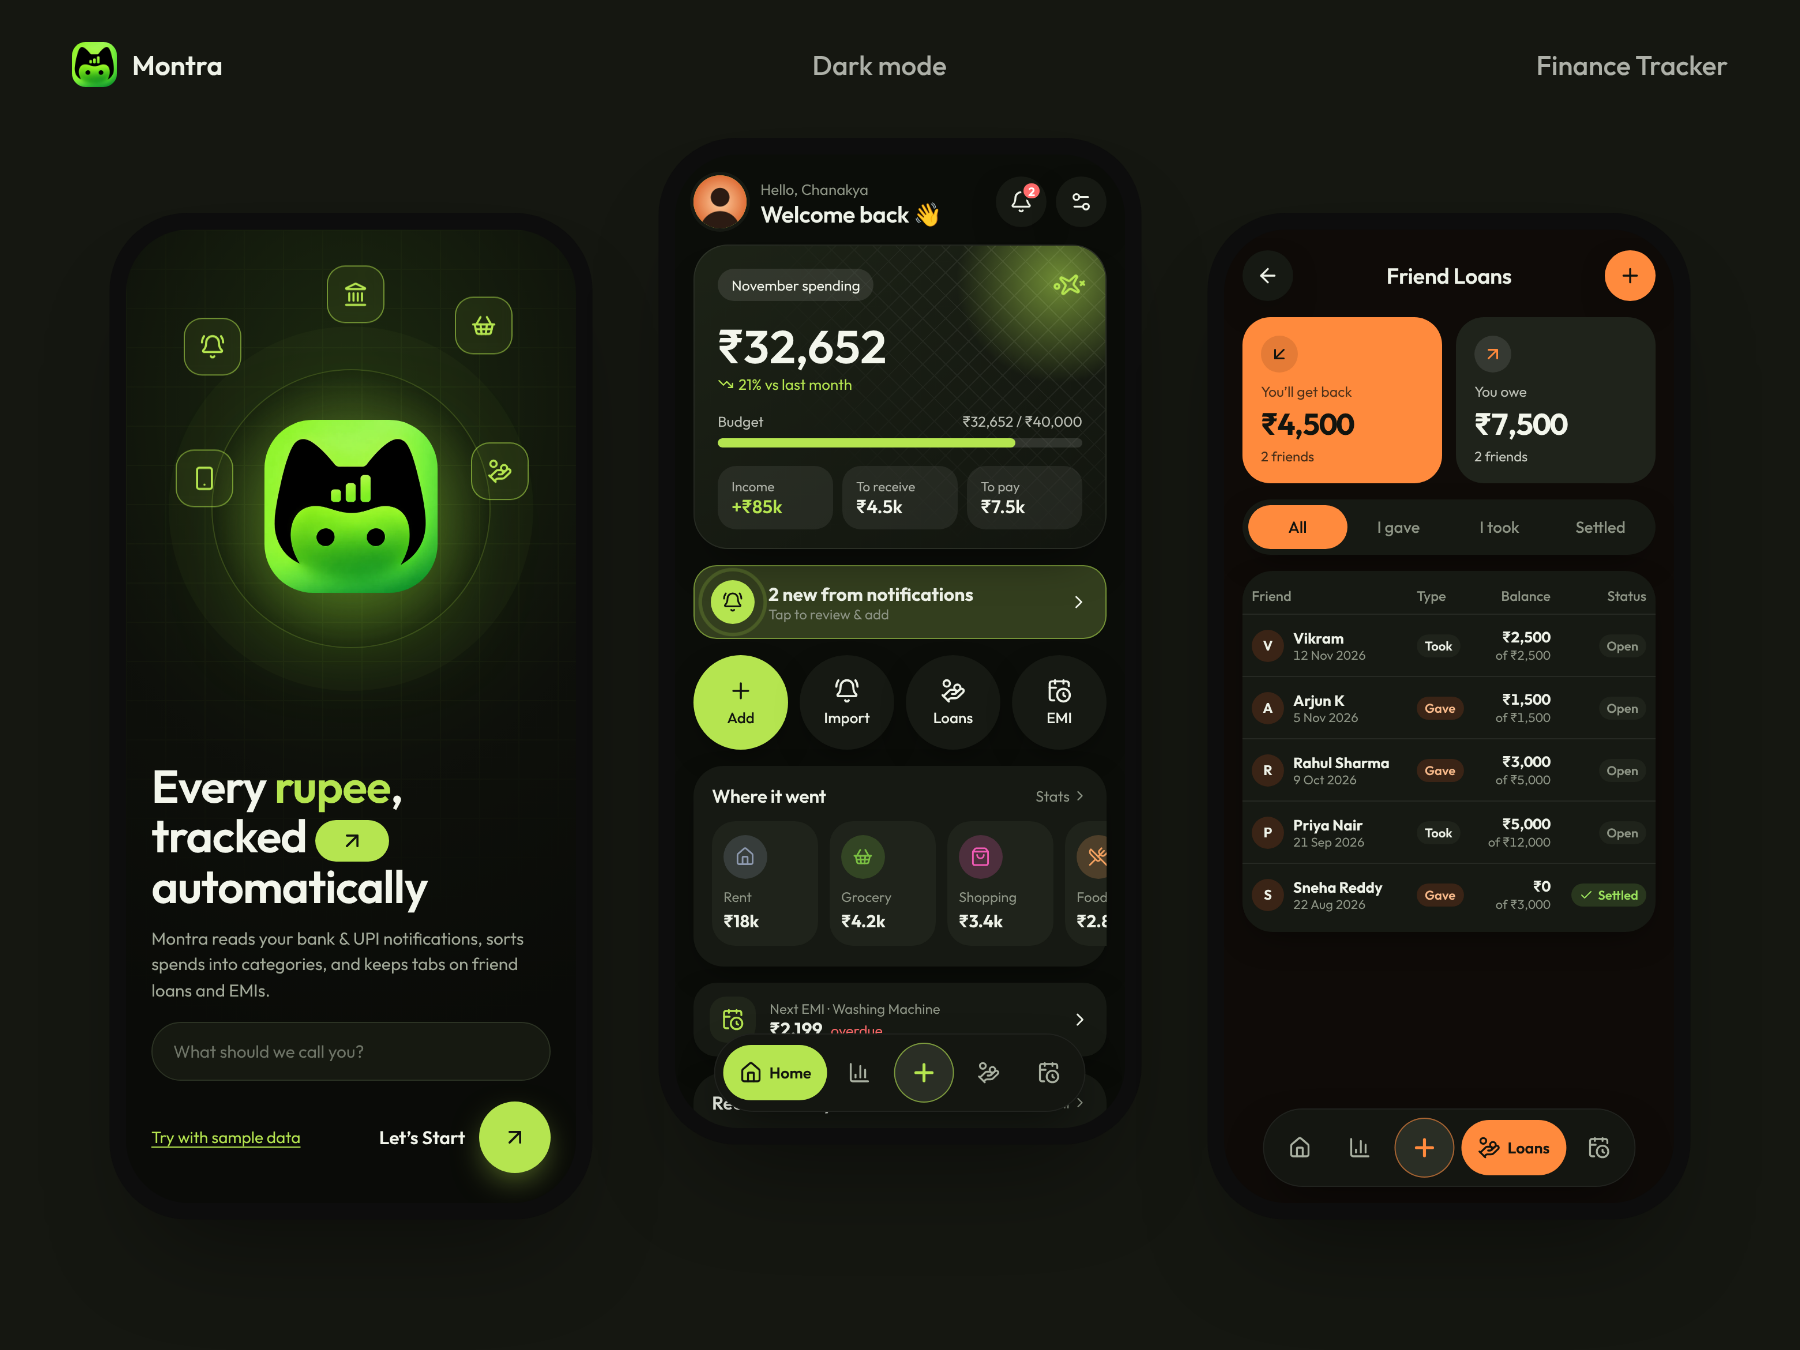 Montra
Dark mode
Finance Tracker
Every rupee,
tracked
automatically
Montra reads your bank & UPI notifications, sorts
spends into categories, and keeps tabs on friend
loans and EMIs.
What should we call you?
Try with sample data
Let's Start
Hello, Chanakya
Welcome back 👋
2
November spending
₹32,652
21% vs last month
Budget
₹32,652 / ₹40,000
Income
+₹85k
To receive
₹4.5k
To pay
₹7.5k
2 new from notifications
Tap to review & add
Add
Import
Loans
EMI
Where it went
Stats
Rent
₹18k
Grocery
₹4.2k
Shopping
₹3.4k
Food
₹2.8
Next EMI · Washing Machine
₹2,199 overdue
Home
Friend Loans
You'll get back
₹4,500
2 friends
You owe
₹7,500
2 friends
All
I gave
I took
Settled
Friend
Type
Balance
Status
V
Vikram
12 Nov 2026
Took
₹2,500
of ₹2,500
Open
A
Arjun K
5 Nov 2026
Gave
₹1,500
of ₹1,500
Open
R
Rahul Sharma
9 Oct 2026
Gave
₹3,000
of ₹5,000
Open
P
Priya Nair
21 Sep 2026
Took
₹5,000
of ₹12,000
Open
S
Sneha Reddy
22 Aug 2026
Gave
₹0
of ₹3,000
Settled
Loans